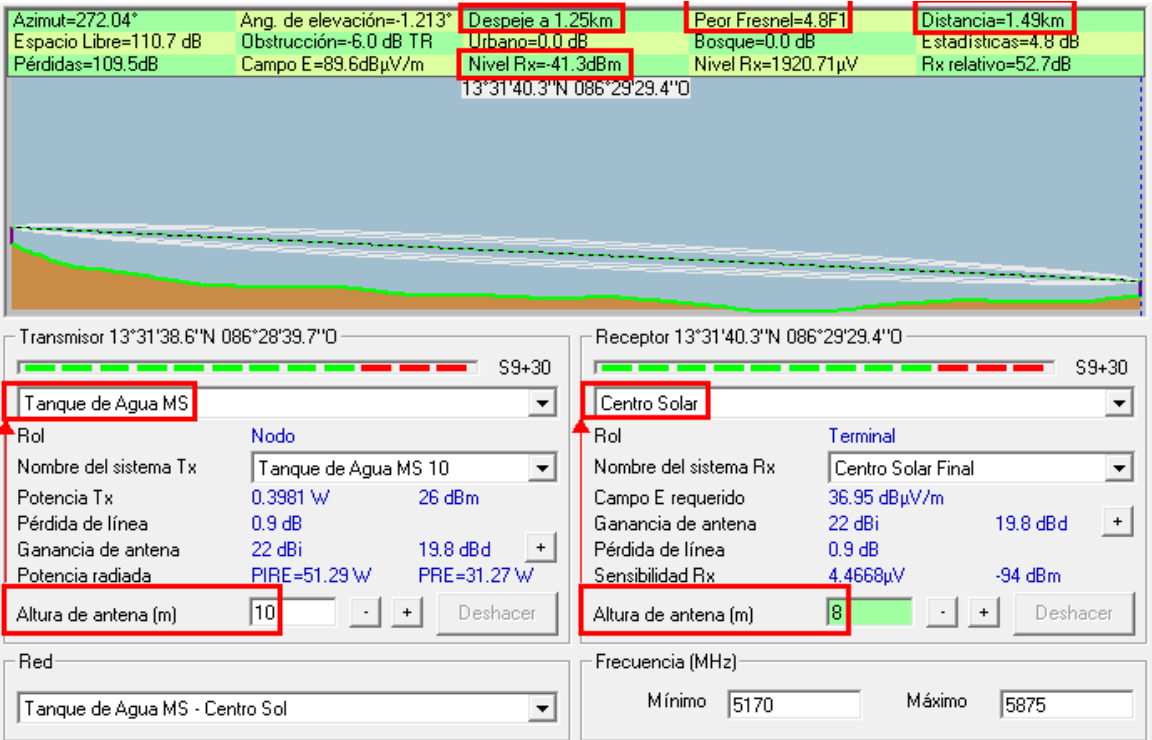 Azimut=272.04° Ang. de elevación=-1.213° Despeje a 1.25km Peor Fresnel=4.8F1 Distancia=1.49km
Espacio Libre=110.7 dB Obstrucción=-6.0 dB TR Urbano=0.0 dB Bosque=0.0 dB Estadísticas=4.8 dB
Pérdidas=109.5dB Campo E=89.6dBµV/m Nivel Rx=-41.3dBm Nivel Rx=1920.71µV Rx relativo=52.7dB
13°31'40.3"N 086°29'29.4"O
Transmisor 13°31'38.6"N 086°28'39.7"O
S9+30
Tanque de Agua MS
Rol Nodo
Nombre del sistema Tx Tanque de Agua MS 10
Potencia Tx 0.3981 W 26 dBm
Pérdida de línea 0.9 dB
Ganancia de antena 22 dBi 19.8 dBd +
Potencia radiada PIRE=51.29 W PRE=31.27 W
Altura de antena (m) 10 - + Deshacer
Red
Tanque de Agua MS - Centro Sol
Receptor 13°31'40.3"N 086°29'29.4"O
S9+30
Centro Solar
Rol Terminal
Nombre del sistema Rx Centro Solar Final
Campo E requerido 36.95 dBµV/m
Ganancia de antena 22 dBi 19.8 dBd +
Pérdida de línea 0.9 dB
Sensibilidad Rx 4.4668µV -94 dBm
Altura de antena (m) 8 - + Deshacer
Frecuencia (MHz)
Mínimo 5170 Máximo 5875